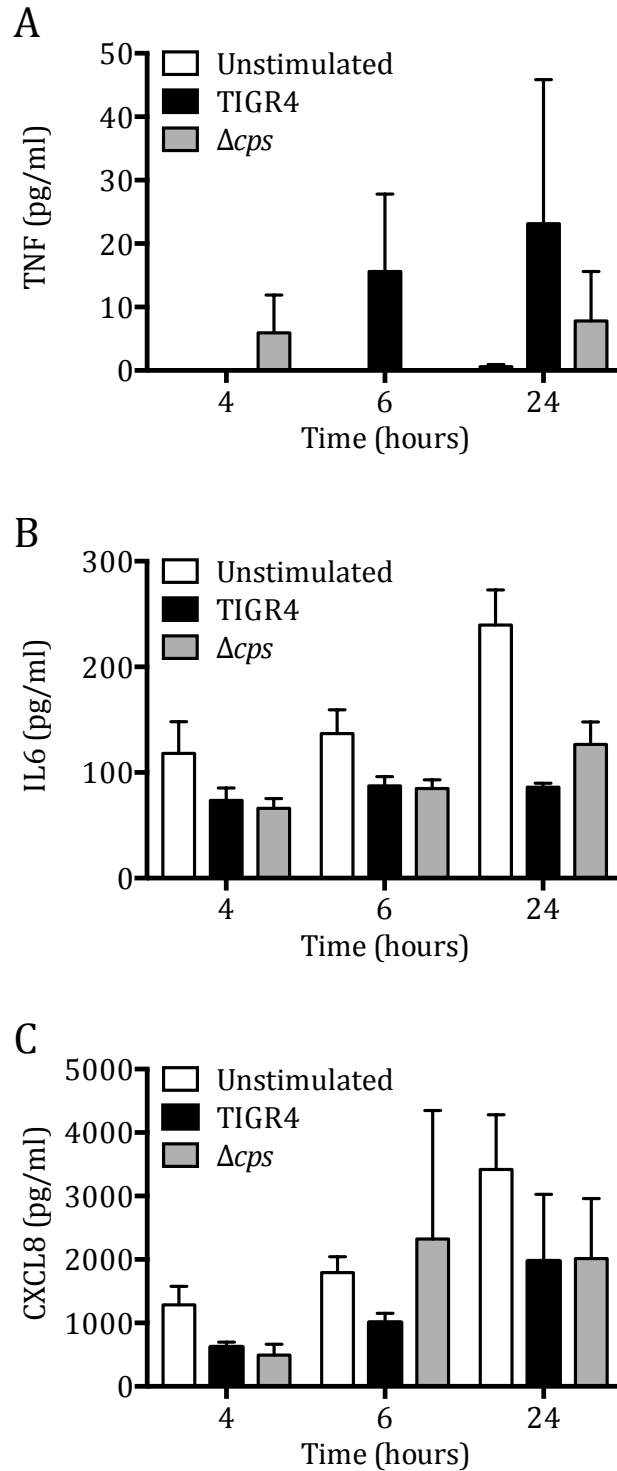 A
Unstimulated
TIGR4
Δcps
50
40
30
20
10
0
TNF (pg/ml)
4 6 24
Time (hours)
B
Unstimulated
TIGR4
Δcps
300
200
100
0
IL6 (pg/ml)
4 6 24
Time (hours)
C
Unstimulated
TIGR4
Δcps
5000
4000
3000
2000
1000
0
CXCL8 (pg/ml)
4 6 24
Time (hours)